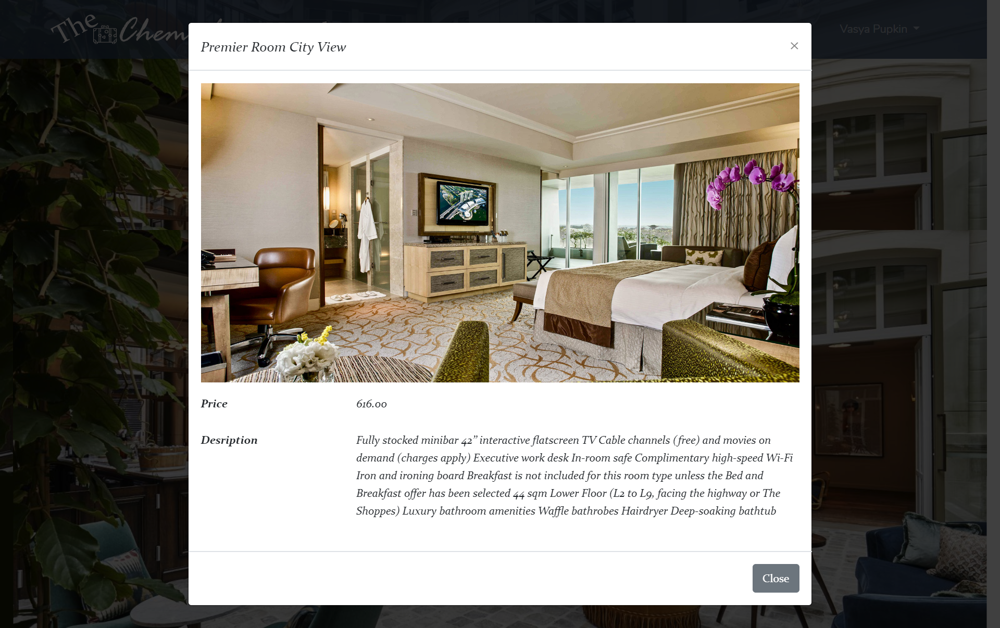 The Chem
Vasya Pupkin
Premier Room City View
×
Price 616.00
Desription Fully stocked minibar 42” interactive flatscreen TV Cable channels (free) and movies on
demand (charges apply) Executive work desk In-room safe Complimentary high-speed Wi-Fi
Iron and ironing board Breakfast is not included for this room type unless the Bed and
Breakfast offer has been selected 44 sqm Lower Floor (L2 to L9, facing the highway or The
Shoppes) Luxury bathroom amenities Waffle bathrobes Hairdryer Deep-soaking bathtub
Close